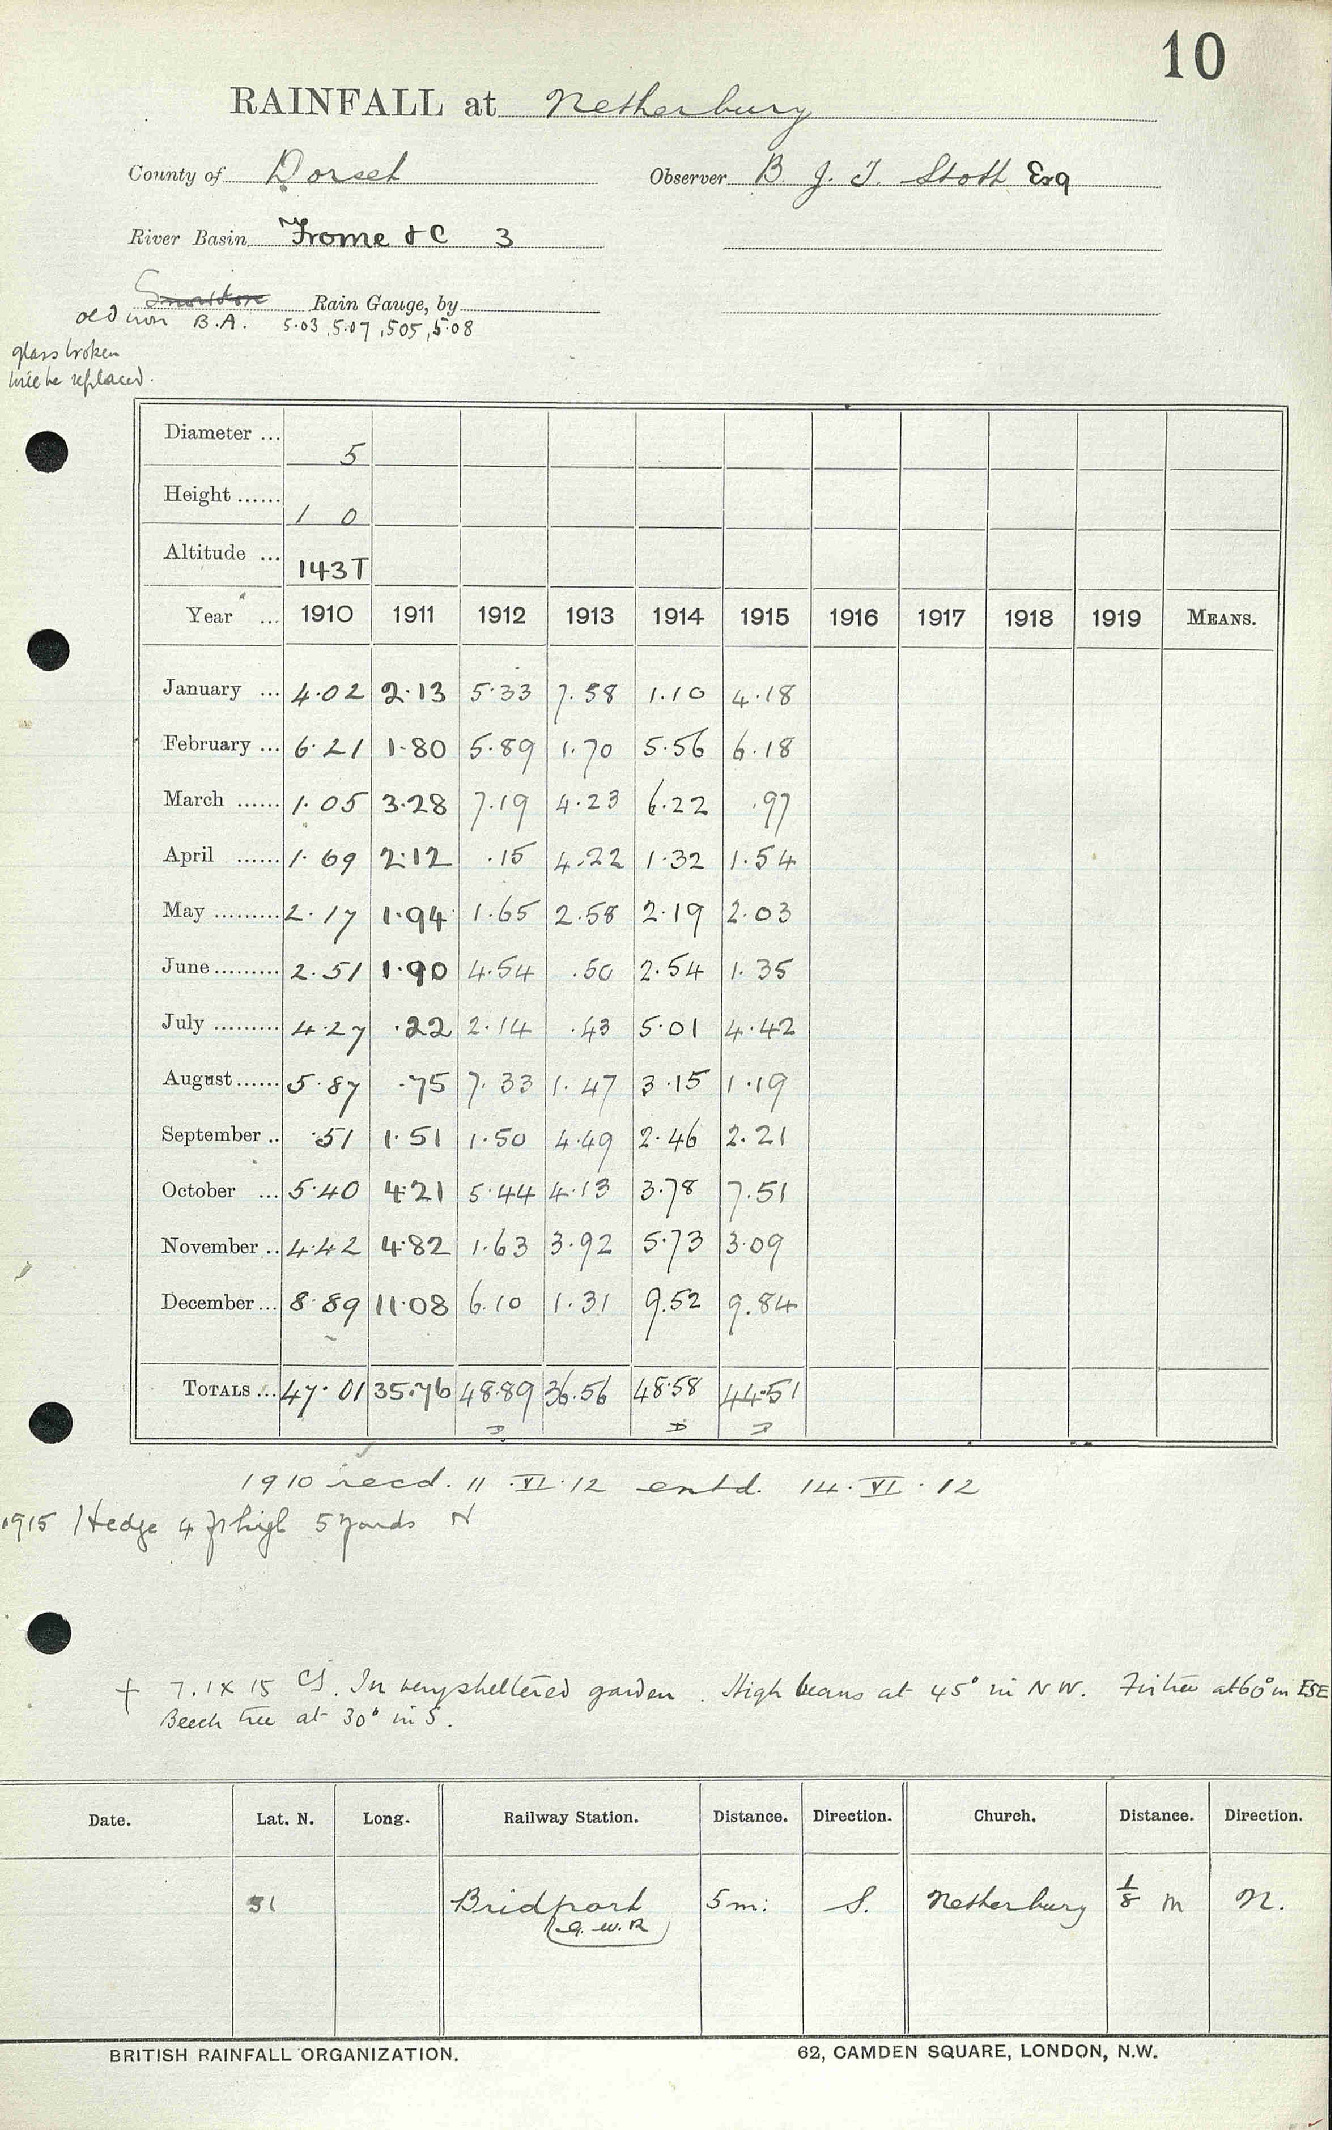 10
RAINFALL at Netherbury
County of Dorset Observer B. J. T. Stott Esq
River Basin Frome & C 3
Snowdon Rain Gauge, by
old iron B.A. 5.03, 5.07, 505, 5.08
glass broken
will be replaced.
Diameter ... 5
Height ...... 1 0
Altitude ... 143T
Year ... 1910 1911 1912 1913 1914 1915 1916 1917 1918 1919 MEANS.
January ... 4.02 2.13 5.33 7.58 1.10 4.18
February ... 6.21 1.80 5.89 1.70 5.56 6.18
March ...... 1.05 3.28 7.19 4.23 6.22 .97
April ...... 1.69 2.12 .15 4.22 1.32 1.54
May ......... 2.17 1.94 1.65 2.58 2.19 2.03
June ......... 2.51 1.90 4.54 .50 2.54 1.35
July ......... 4.27 .22 2.14 .43 5.01 4.42
August ...... 5.87 .75 7.33 1.47 3.15 1.19
September .. .51 1.51 1.50 4.49 2.46 2.21
October ... 5.40 4.21 5.44 4.13 3.78 7.51
November .. 4.42 4.82 1.63 3.92 5.73 3.09
December ... 8.89 11.08 6.10 1.31 9.52 9.84
TOTALS ... 47.01 35.76 48.89 36.56 48.58 44.51
1910 recd. 11.VI.12 entd. 14.VI.12
1915 Hedge 4 ft high 5 yards N
† 7.1X 15 CS. In very sheltered garden. High beans at 45° in NW. Fir tree at 60° in ESE
Beech tree at 30° in S.
Date. Lat. N. Long. Railway Station. Distance. Direction. Church. Distance. Direction.
Bridport 5 m: S. Netherbury 1/8 m N.
(G.W.R)
BRITISH RAINFALL ORGANIZATION. 62, CAMDEN SQUARE, LONDON, N.W.